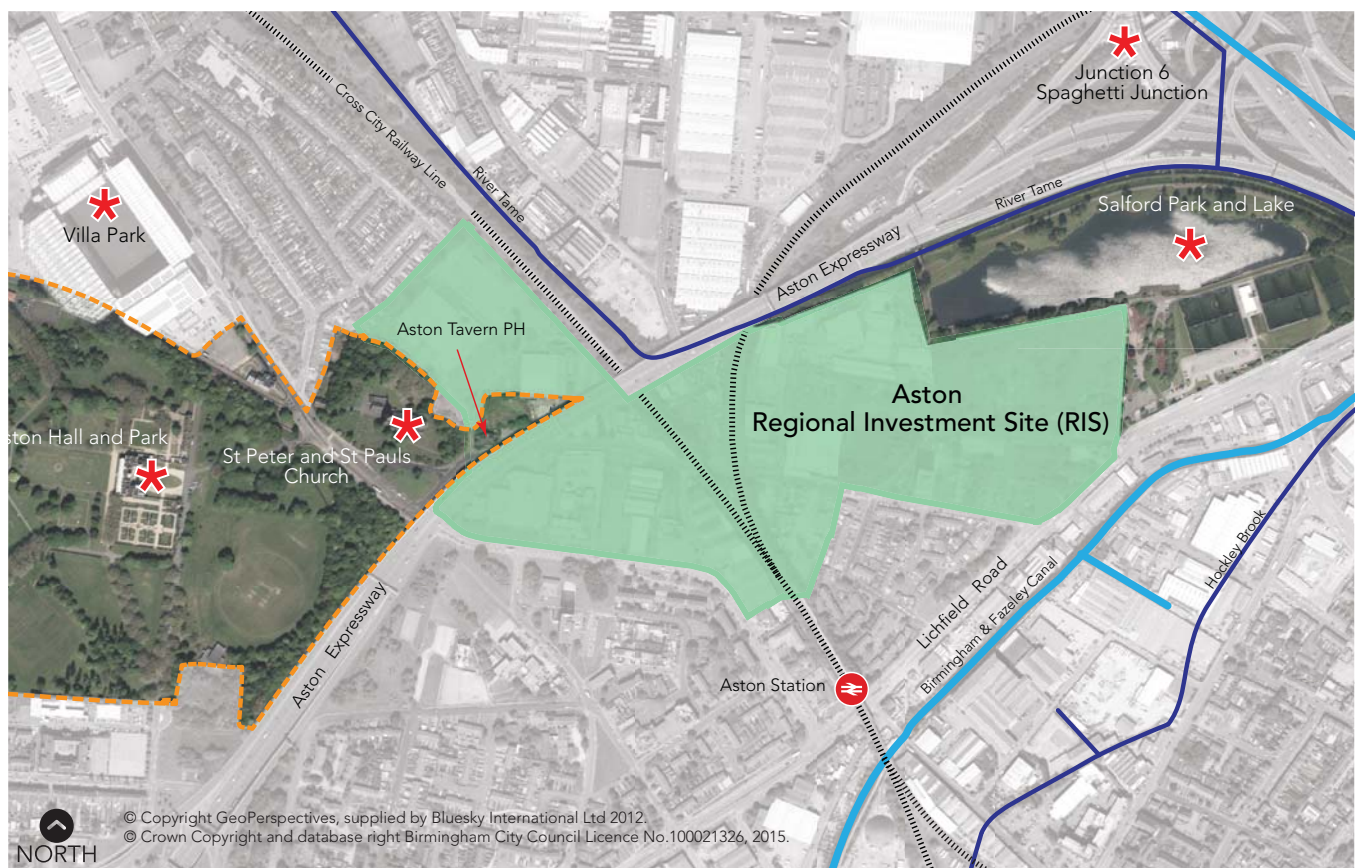 Junction 6
Spaghetti Junction
Cross City Railway Line
River Tame
River Tame
Villa Park
Salford Park and Lake
Aston Expressway
Aston Tavern PH
Aston
Regional Investment Site (RIS)
ston Hall and Park
St Peter and St Pauls
Church
Hockley Brook
Lichfield Road
Birmingham & Fazeley Canal
Aston Expressway
Aston Station
© Copyright GeoPerspectives, supplied by Bluesky International Ltd 2012.
© Crown Copyright and database right Birmingham City Council Licence No.100021326, 2015.
NORTH